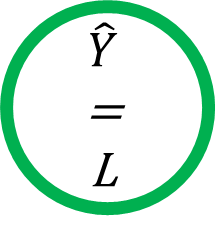 Ŷ
=
L